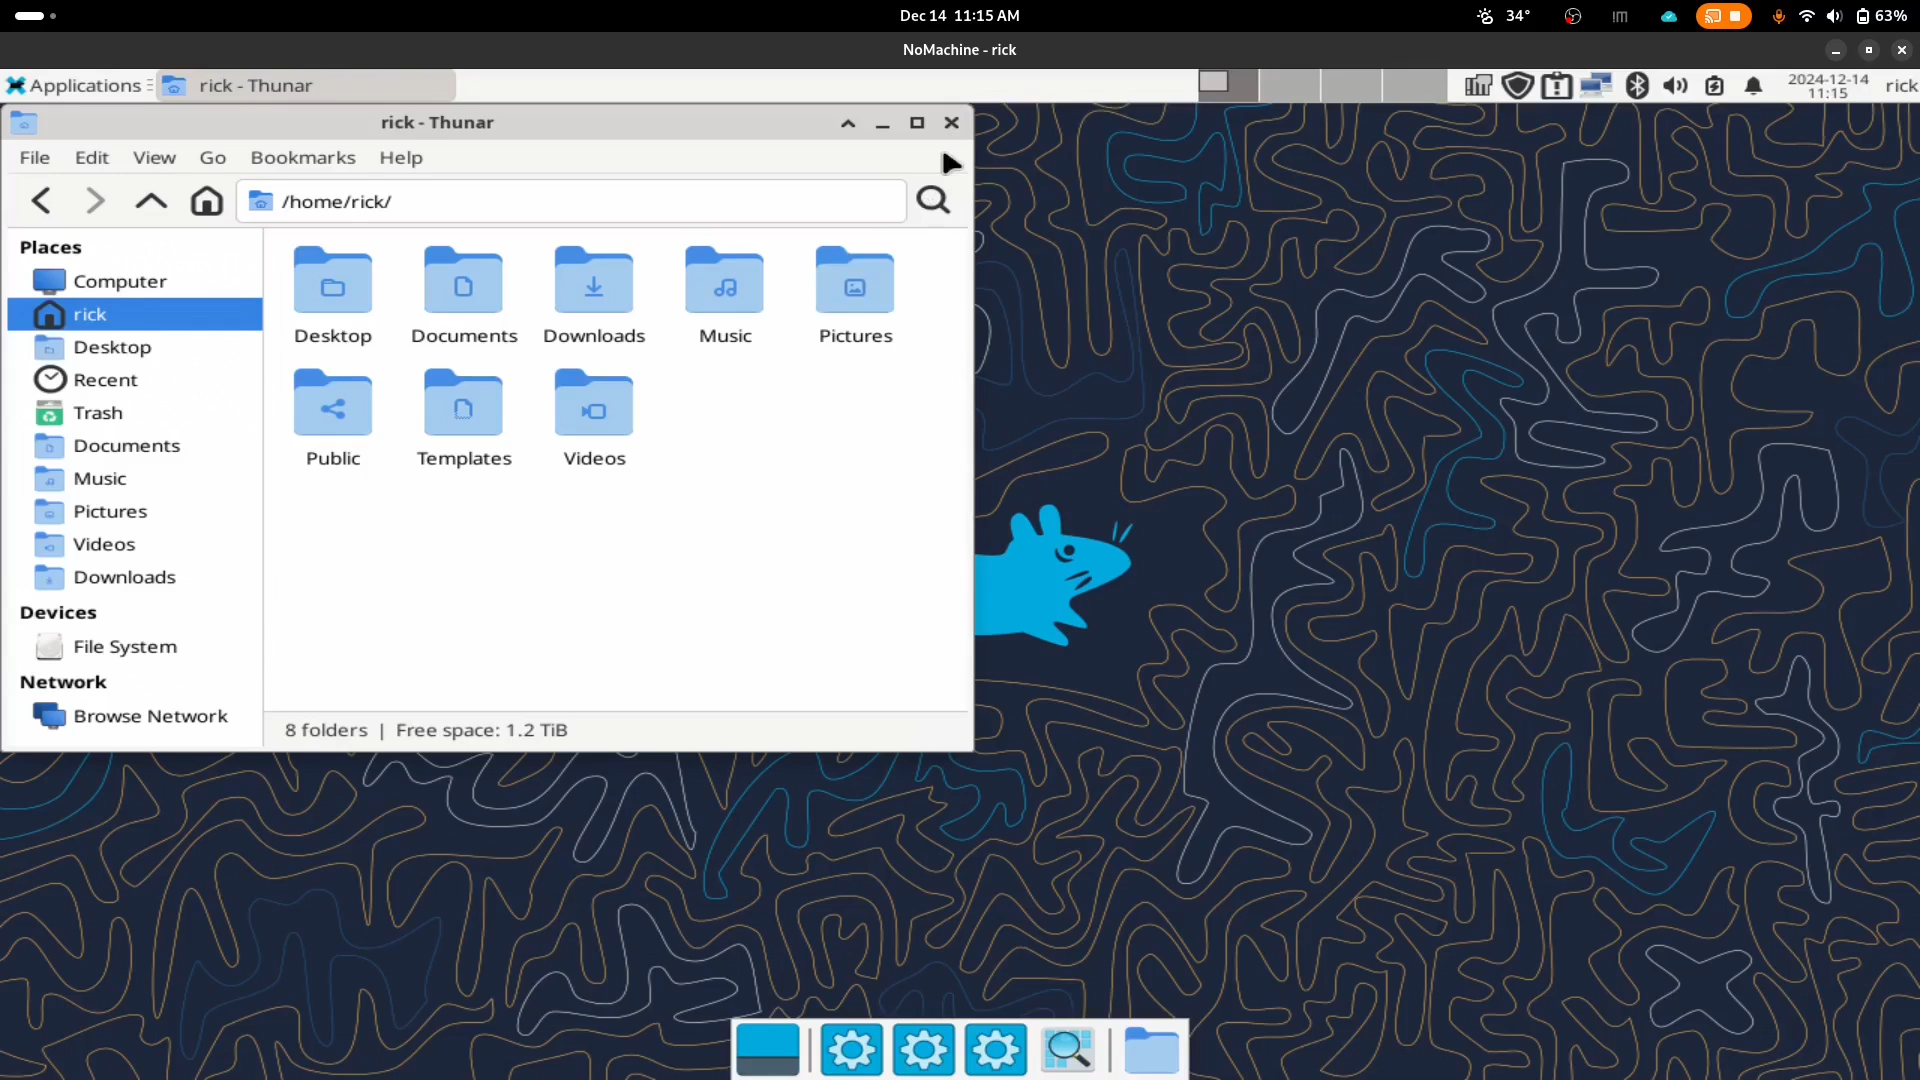 Dec 14 11:15 AM
34°
63%
NoMachine - rick
Applications
rick - Thunar
2024-12-14
11:15
rick
rick - Thunar
File Edit View Go Bookmarks Help
/home/rick/
Places
Computer
rick
Desktop
Recent
Trash
Documents
Music
Pictures
Videos
Downloads
Devices
File System
Network
Browse Network
Desktop Documents Downloads Music Pictures
Public Templates Videos
8 folders | Free space: 1.2 TiB